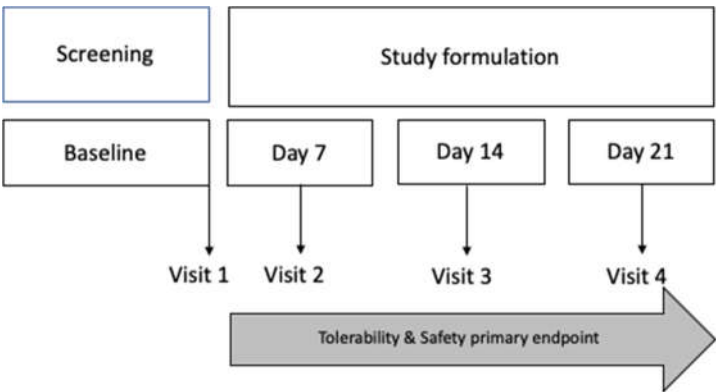 Screening
Study formulation
Baseline
Day 7
Day 14
Day 21
Visit 1
Visit 2
Visit 3
Visit 4
Tolerability & Safety primary endpoint